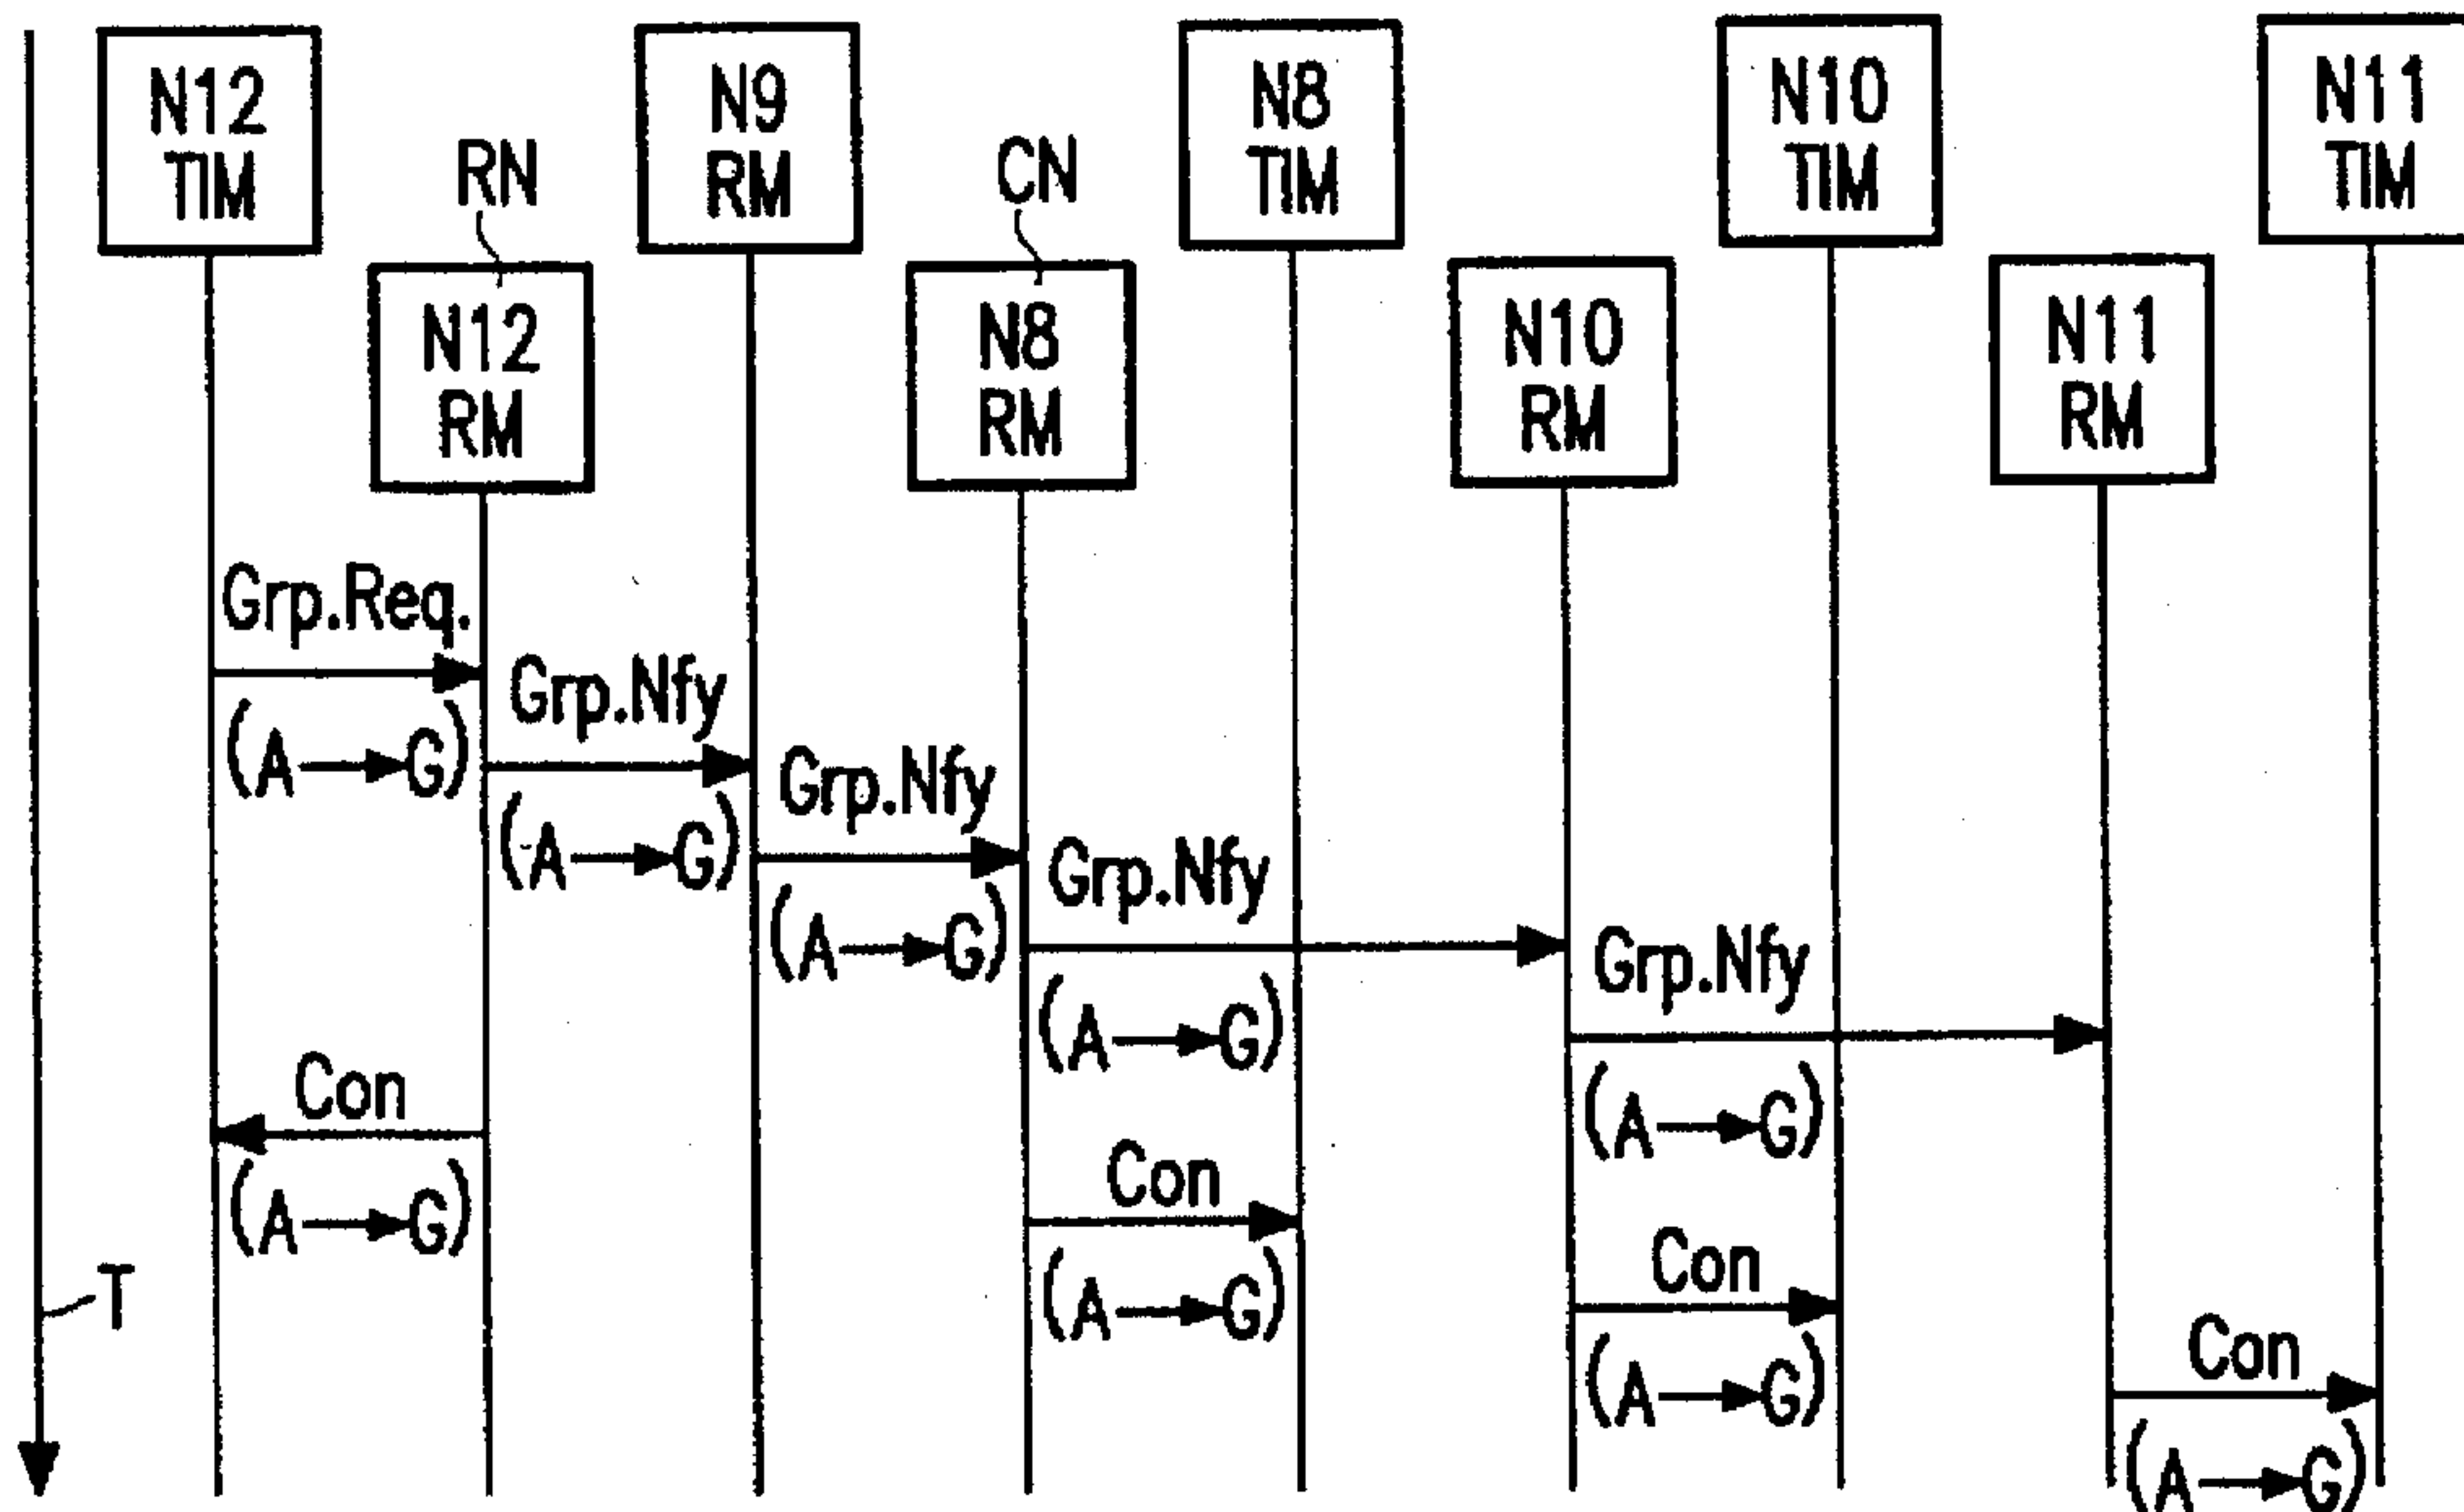 N12
TIM
RN
N9
RM
CN
N8
TIM
N10
TIM
N11
TIM
N12
RM
N8
RM
N10
RM
N11
RM
Grp.Req.
(A→G)
Grp.Nfy
(A→G)
Grp.Nfy
(A→G)
Grp.Nfy
(A→G)
Grp.Nfy
(A→G)
Con
(A→G)
Con
(A→G)
Con
(A→G)
Con
(A→G)
T